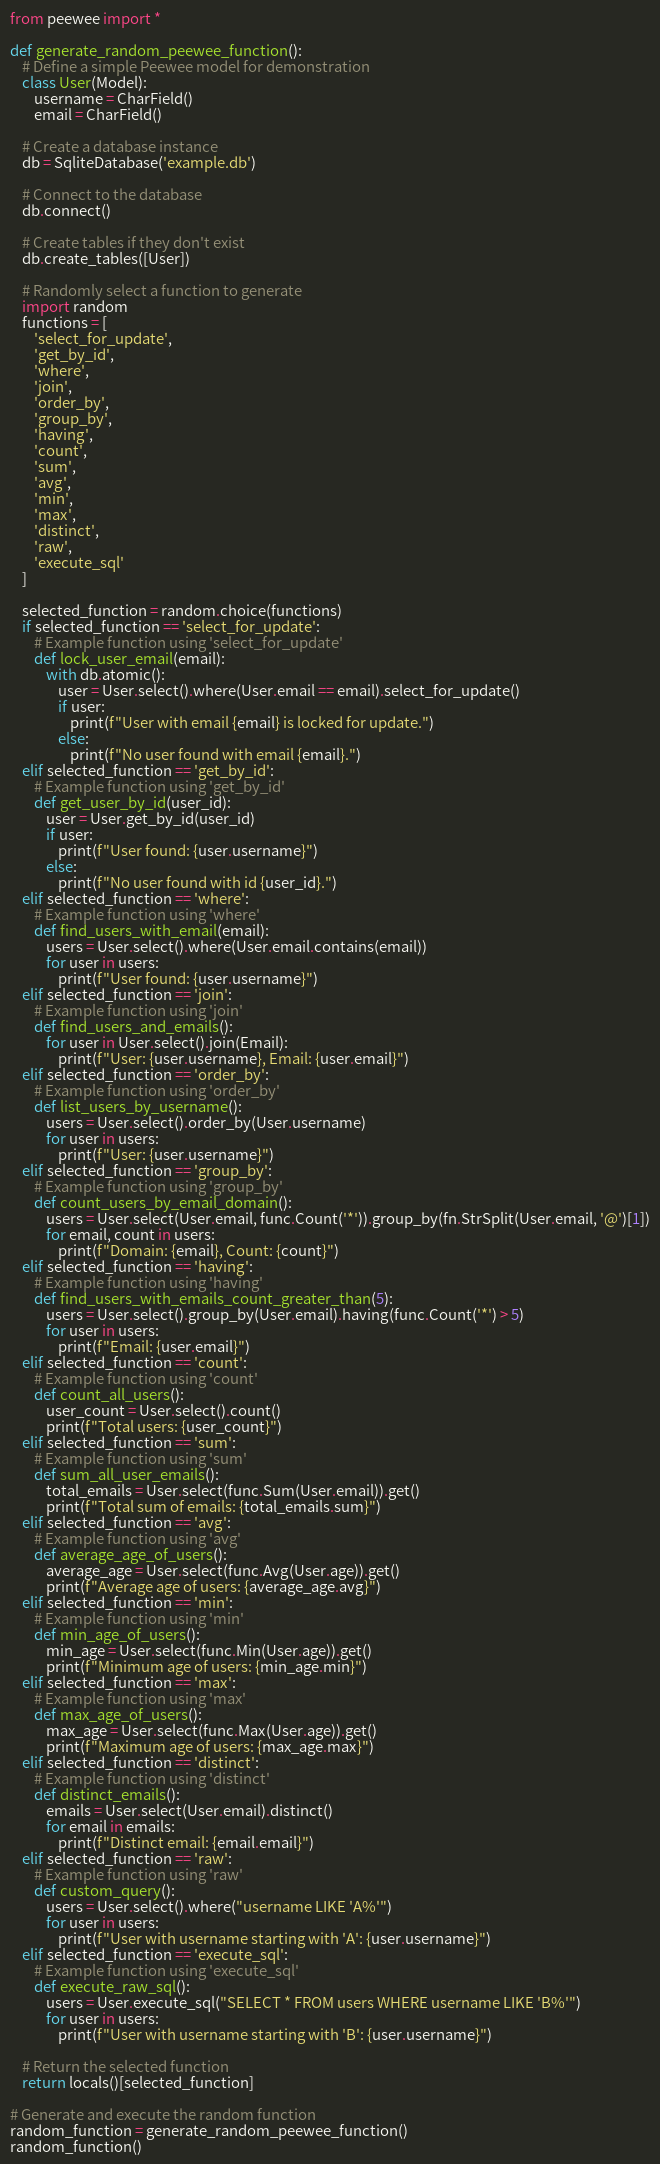 from peewee import *
def generate_random_peewee_function():
# Define a simple Peewee model for demonstration
class User(Model):
username = CharField()
email = CharField()
# Create a database instance
db = SqliteDatabase('example.db')
# Connect to the database
db.connect()
# Create tables if they don't exist
db.create_tables([User])
# Randomly select a function to generate
import random
functions = [
'select_for_update',
'get_by_id',
'where',
'join',
'order_by',
'group_by',
'having',
'count',
'sum',
'avg',
'min',
'max',
'distinct',
'raw',
'execute_sql'
]
selected_function = random.choice(functions)
if selected_function == 'select_for_update':
# Example function using 'select_for_update'
def lock_user_email(email):
with db.atomic():
user = User.select().where(User.email == email).select_for_update()
if user:
print(f"User with email {email} is locked for update.")
else:
print(f"No user found with email {email}.")
elif selected_function == 'get_by_id':
# Example function using 'get_by_id'
def get_user_by_id(user_id):
user = User.get_by_id(user_id)
if user:
print(f"User found: {user.username}")
else:
print(f"No user found with id {user_id}.")
elif selected_function == 'where':
# Example function using 'where'
def find_users_with_email(email):
users = User.select().where(User.email.contains(email))
for user in users:
print(f"User found: {user.username}")
elif selected_function == 'join':
# Example function using 'join'
def find_users_and_emails():
for user in User.select().join(Email):
print(f"User: {user.username}, Email: {user.email}")
elif selected_function == 'order_by':
# Example function using 'order_by'
def list_users_by_username():
users = User.select().order_by(User.username)
for user in users:
print(f"User: {user.username}")
elif selected_function == 'group_by':
# Example function using 'group_by'
def count_users_by_email_domain():
users = User.select(User.email, func.Count('*')).group_by(fn.StrSplit(User.email, '@')[1])
for email, count in users:
print(f"Domain: {email}, Count: {count}")
elif selected_function == 'having':
# Example function using 'having'
def find_users_with_emails_count_greater_than(5):
users = User.select().group_by(User.email).having(func.Count('*') > 5)
for user in users:
print(f"Email: {user.email}")
elif selected_function == 'count':
# Example function using 'count'
def count_all_users():
user_count = User.select().count()
print(f"Total users: {user_count}")
elif selected_function == 'sum':
# Example function using 'sum'
def sum_all_user_emails():
total_emails = User.select(func.Sum(User.email)).get()
print(f"Total sum of emails: {total_emails.sum}")
elif selected_function == 'avg':
# Example function using 'avg'
def average_age_of_users():
average_age = User.select(func.Avg(User.age)).get()
print(f"Average age of users: {average_age.avg}")
elif selected_function == 'min':
# Example function using 'min'
def min_age_of_users():
min_age = User.select(func.Min(User.age)).get()
print(f"Minimum age of users: {min_age.min}")
elif selected_function == 'max':
# Example function using 'max'
def max_age_of_users():
max_age = User.select(func.Max(User.age)).get()
print(f"Maximum age of users: {max_age.max}")
elif selected_function == 'distinct':
# Example function using 'distinct'
def distinct_emails():
emails = User.select(User.email).distinct()
for email in emails:
print(f"Distinct email: {email.email}")
elif selected_function == 'raw':
# Example function using 'raw'
def custom_query():
users = User.select().where("username LIKE 'A%'")
for user in users:
print(f"User with username starting with 'A': {user.username}")
elif selected_function == 'execute_sql':
# Example function using 'execute_sql'
def execute_raw_sql():
users = User.execute_sql("SELECT * FROM users WHERE username LIKE 'B%'")
for user in users:
print(f"User with username starting with 'B': {user.username}")
# Return the selected function
return locals()[selected_function]
# Generate and execute the random function
random_function = generate_random_peewee_function()
random_function()